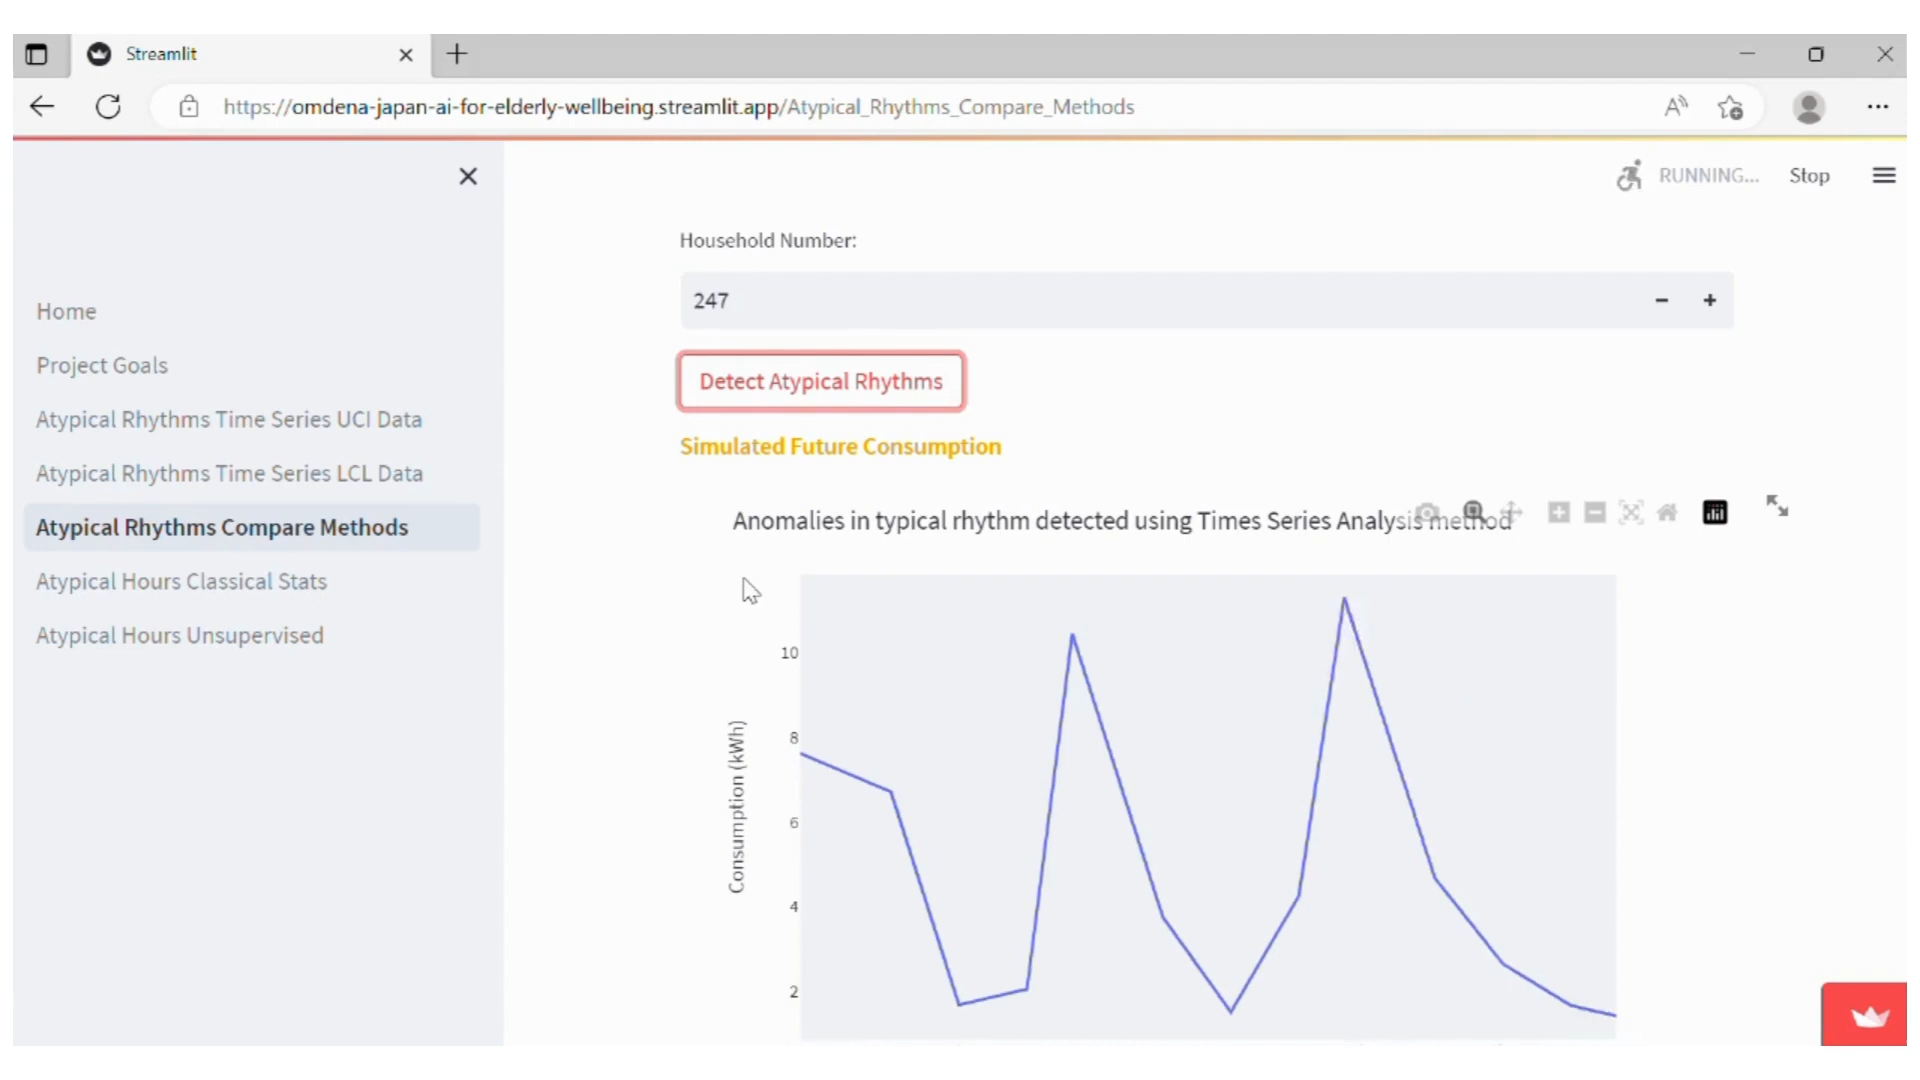 Streamlit
https://omdena-japan-ai-for-elderly-wellbeing.streamlit.app/Atypical_Rhythms_Compare_Methods
RUNNING...
Stop
Home
Project Goals
Atypical Rhythms Time Series UCI Data
Atypical Rhythms Time Series LCL Data
Atypical Rhythms Compare Methods
Atypical Hours Classical Stats
Atypical Hours Unsupervised
Household Number:
247
Detect Atypical Rhythms
Simulated Future Consumption
Anomalies in typical rhythm detected using Times Series Analysis method
Consumption (kWh)
10
8
6
4
2